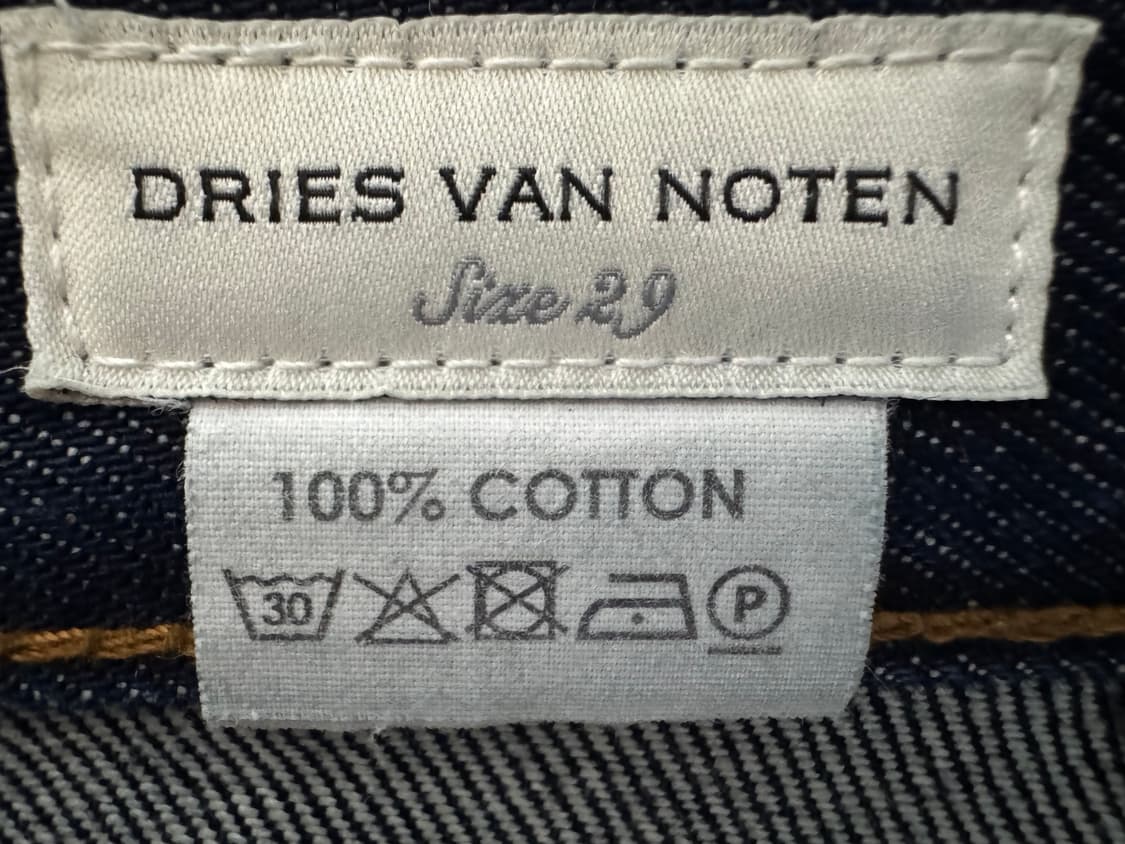 DRIES VAN NOTEN
Size 29
100% COTTON
30 P